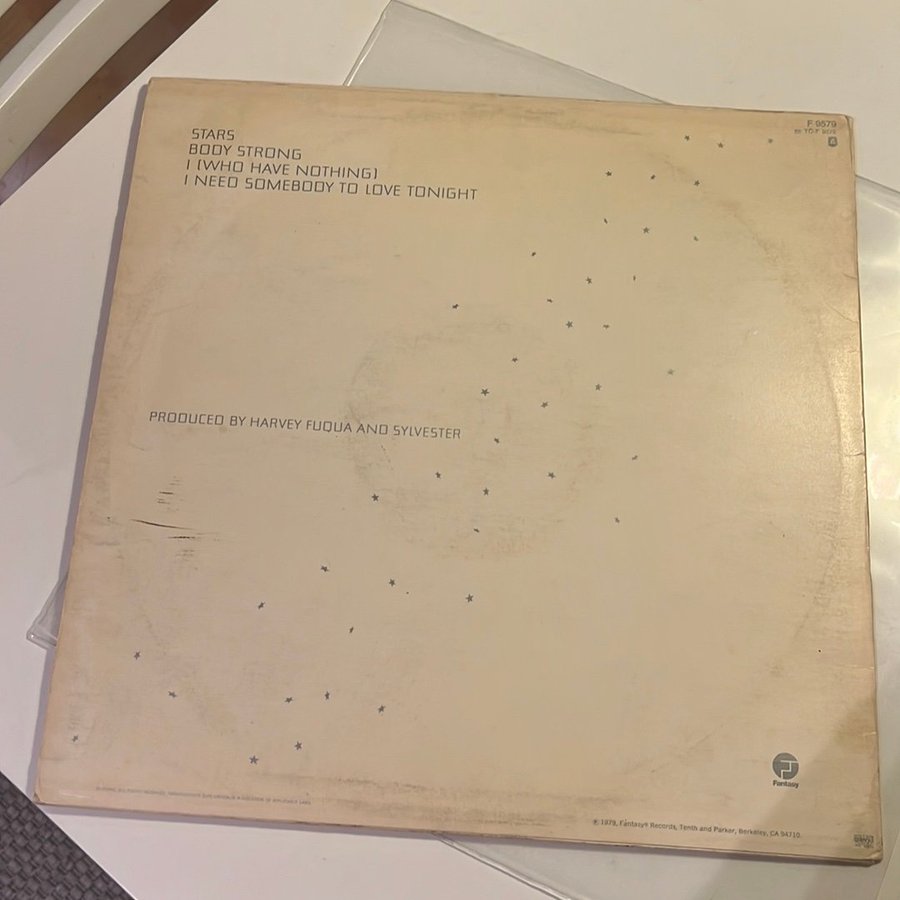 F 9579
STARS
BODY STRONG
I (WHO HAVE NOTHING)
I NEED SOMEBODY TO LOVE TONIGHT
PRODUCED BY HARVEY FUQUA AND SYLVESTER
Fantasy
℗ 1979, Fantasy® Records, Tenth and Parker, Berkeley, CA 94710.